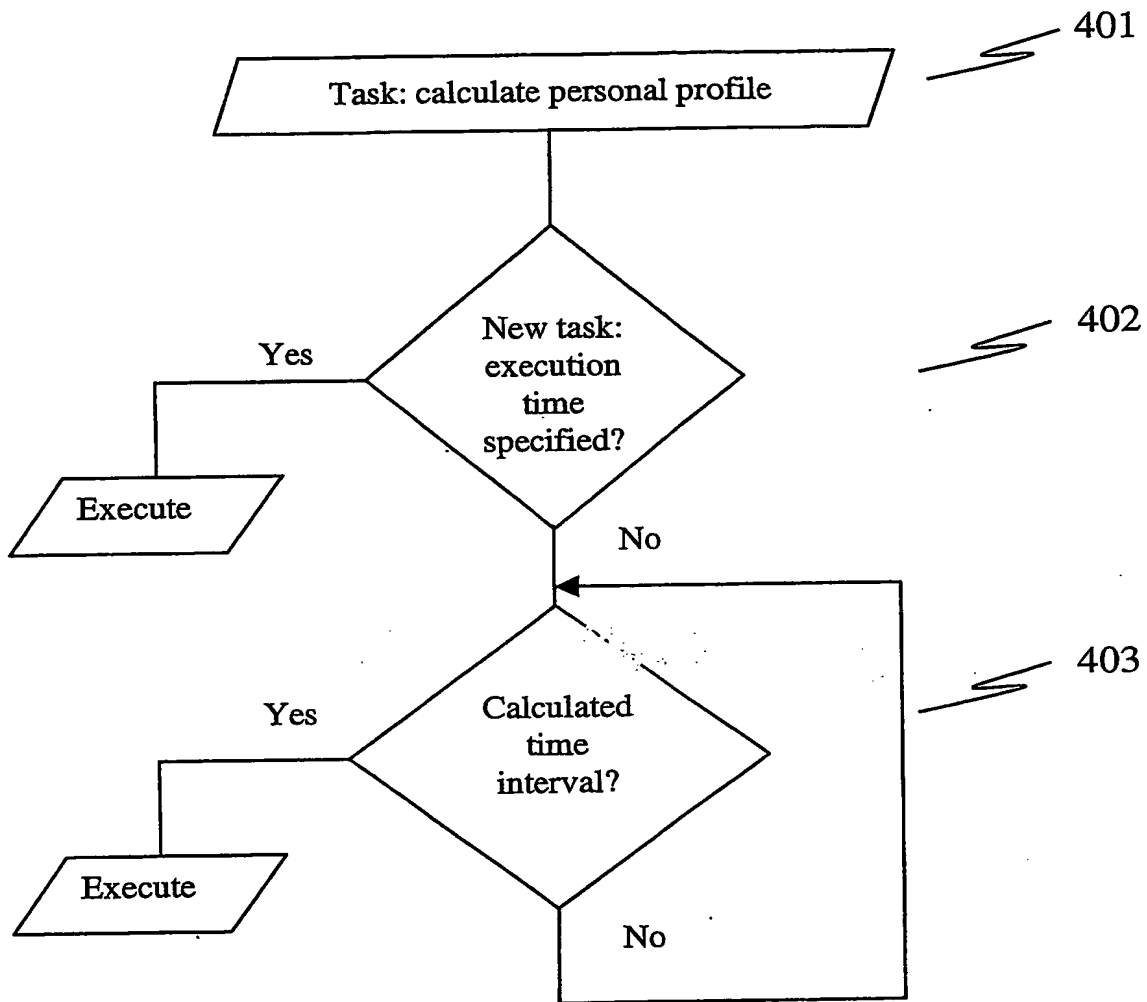 401
Task: calculate personal profile
402
New task:
execution
time
specified?
Yes
Execute
No
403
Calculated
time
interval?
Yes
Execute
No